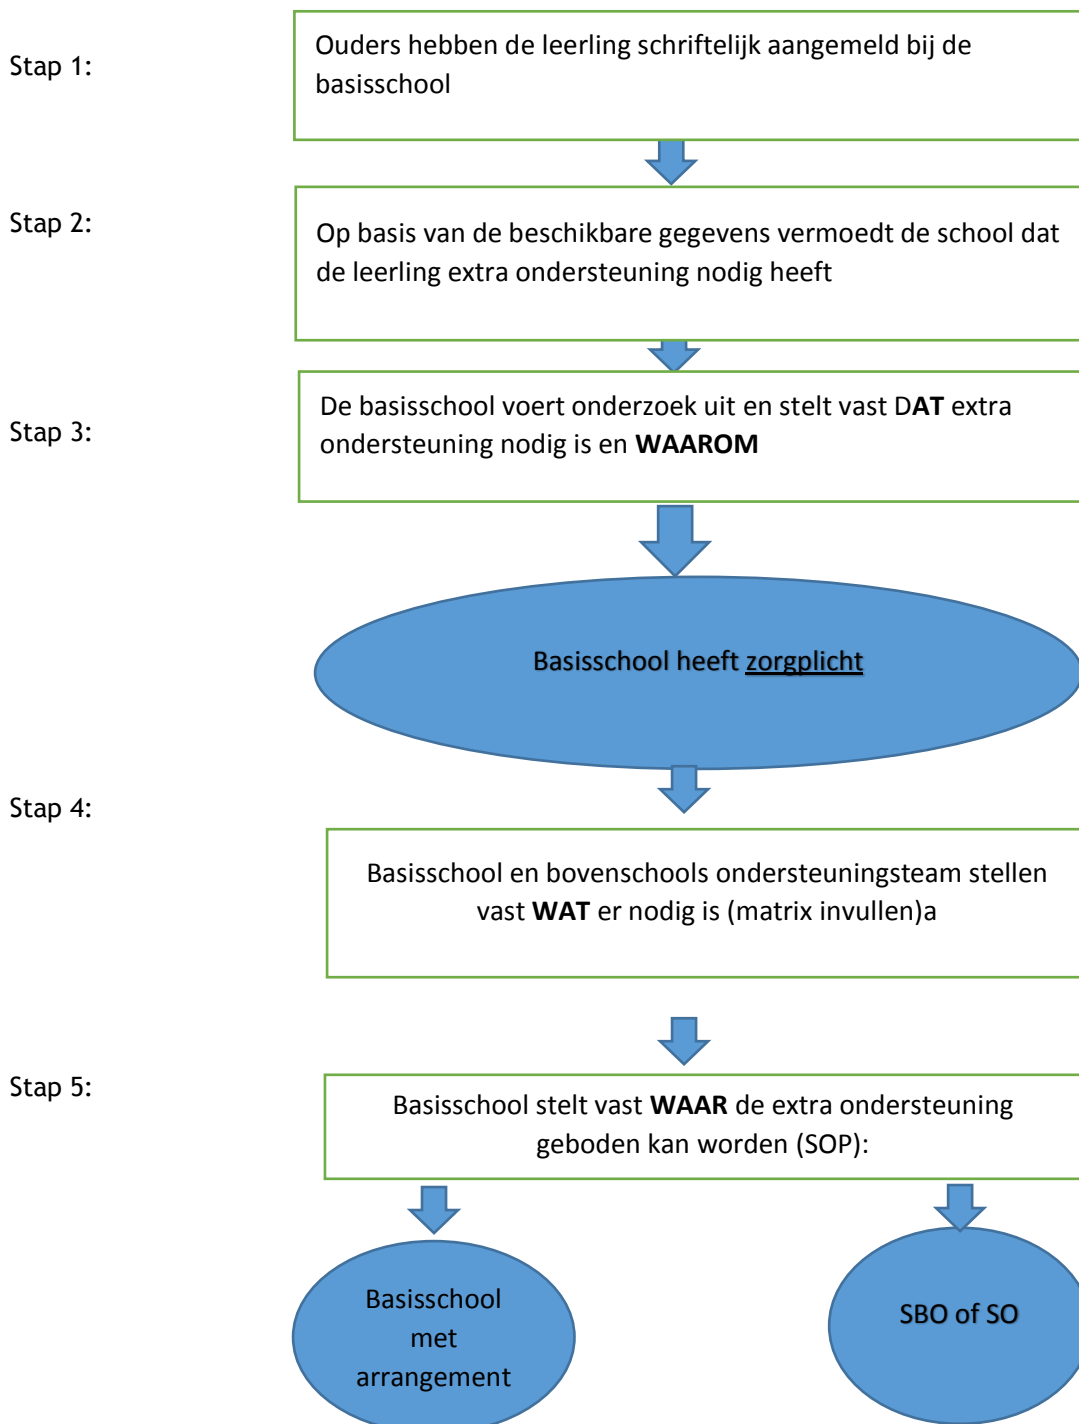 Stap 1:
Ouders hebben de leerling schriftelijk aangemeld bij de
basisschool
Stap 2:
Op basis van de beschikbare gegevens vermoedt de school dat
de leerling extra ondersteuning nodig heeft
Stap 3:
De basisschool voert onderzoek uit en stelt vast DAT extra
ondersteuning nodig is en WAAROM
Basisschool heeft zorgplicht
Stap 4:
Basisschool en bovenschools ondersteuningsteam stellen
vast WAT er nodig is (matrix invullen)a
Stap 5:
Basisschool stelt vast WAAR de extra ondersteuning
geboden kan worden (SOP):
Basisschool
met
arrangement
SBO of SO